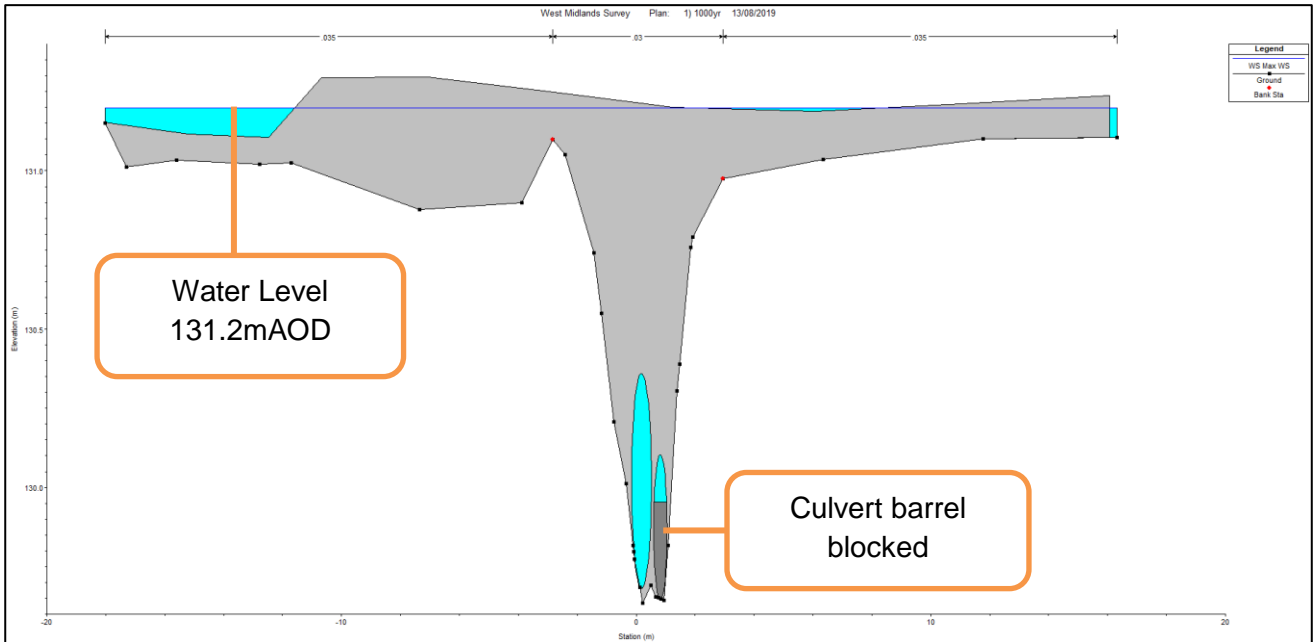 West Midlands Survey Plan: 1) 1000yr 13/08/2019
.035 .03 .035
Legend
WS Max WS
Ground
Bank Sta
131.0
130.5
130.0
Elevation (m)
Water Level
131.2mAOD
Culvert barrel
blocked
-20 -10 0 10 20
Station (m)